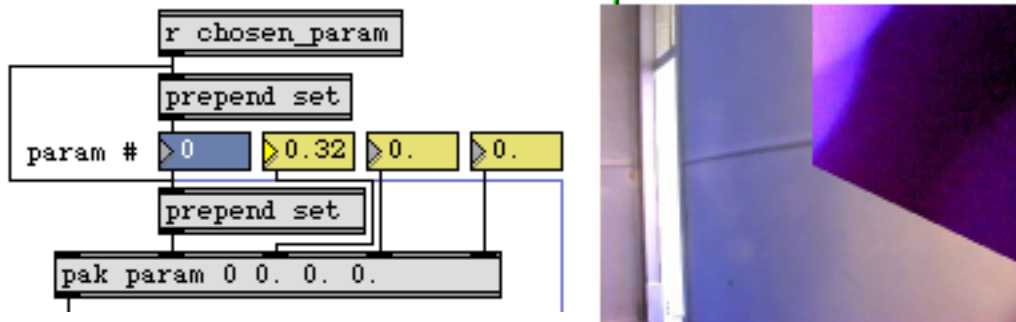 r chosen_param
prepend set
param # 0 0.32 0. 0.
prepend set
pak param 0 0. 0. 0.